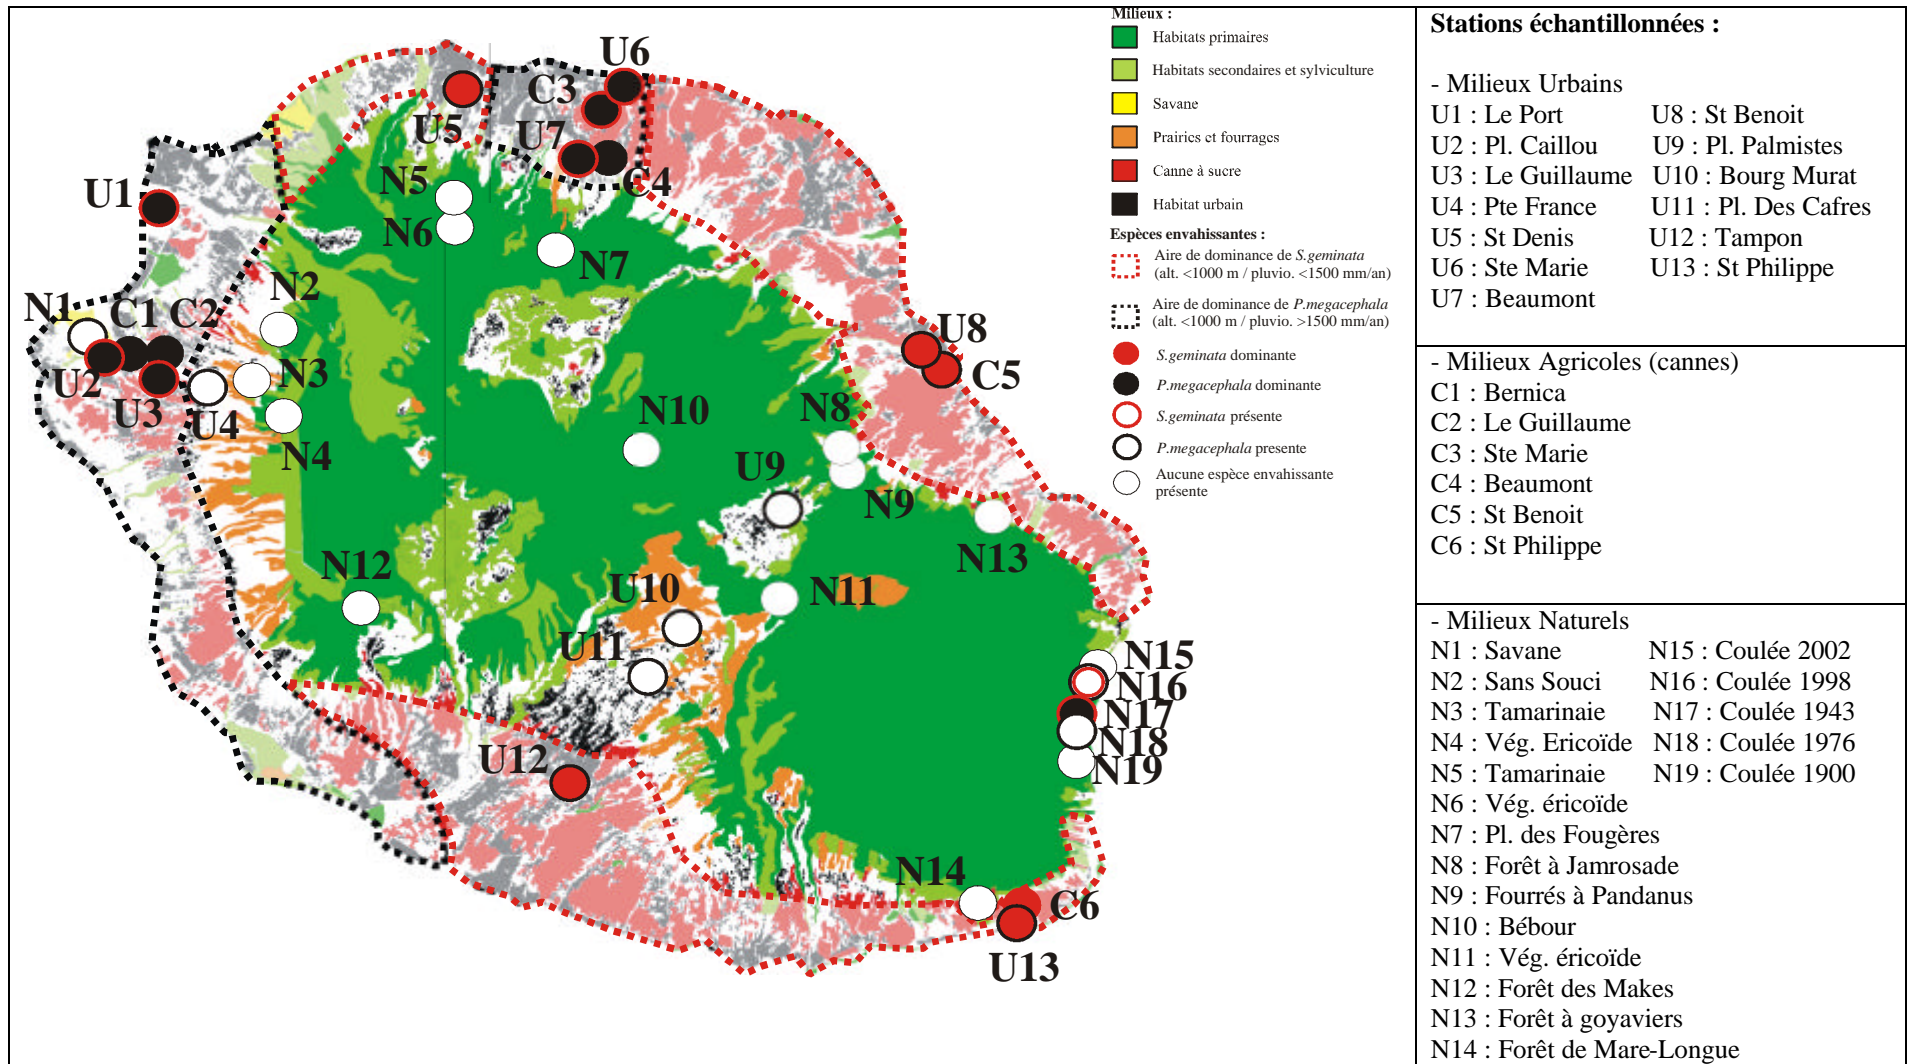 Milieux :
Habitats primaires
Habitats secondaires et sylviculture
Savane
Prairies et fourrages
Canne à sucre
Habitat urbain
Espèces envahissantes :
Aire de dominance de S.geminata
(alt. <1000 m / pluvio. <1500 mm/an)
Aire de dominance de P.megacephala
(alt. <1000 m / pluvio. >1500 mm/an)
S.geminata dominante
P.megacephala dominante
S.geminata présente
P.megacephala presente
Aucune espèce envahissante
présente
U6
C3
U5
U7
N5
C4
U1
N6
N7
N2
N1 C1 C2
U8
U2
N3
C5
U3
U4
N10
N8
N4
U9
N9
N13
N12
U10
N11
U11
N15
N16
N17
U12
N18
N19
N14
C6
U13
Stations échantillonnées :
- Milieux Urbains
U1 : Le Port U8 : St Benoit
U2 : Pl. Caillou U9 : Pl. Palmistes
U3 : Le Guillaume U10 : Bourg Murat
U4 : Pte France U11 : Pl. Des Cafres
U5 : St Denis U12 : Tampon
U6 : Ste Marie U13 : St Philippe
U7 : Beaumont
- Milieux Agricoles (cannes)
C1 : Bernica
C2 : Le Guillaume
C3 : Ste Marie
C4 : Beaumont
C5 : St Benoit
C6 : St Philippe
- Milieux Naturels
N1 : Savane N15 : Coulée 2002
N2 : Sans Souci N16 : Coulée 1998
N3 : Tamarinaie N17 : Coulée 1943
N4 : Vég. Ericoïde N18 : Coulée 1976
N5 : Tamarinaie N19 : Coulée 1900
N6 : Vég. éricoïde
N7 : Pl. des Fougères
N8 : Forêt à Jamrosade
N9 : Fourrés à Pandanus
N10 : Bébour
N11 : Vég. éricoïde
N12 : Forêt des Makes
N13 : Forêt à goyaviers
N14 : Forêt de Mare-Longue